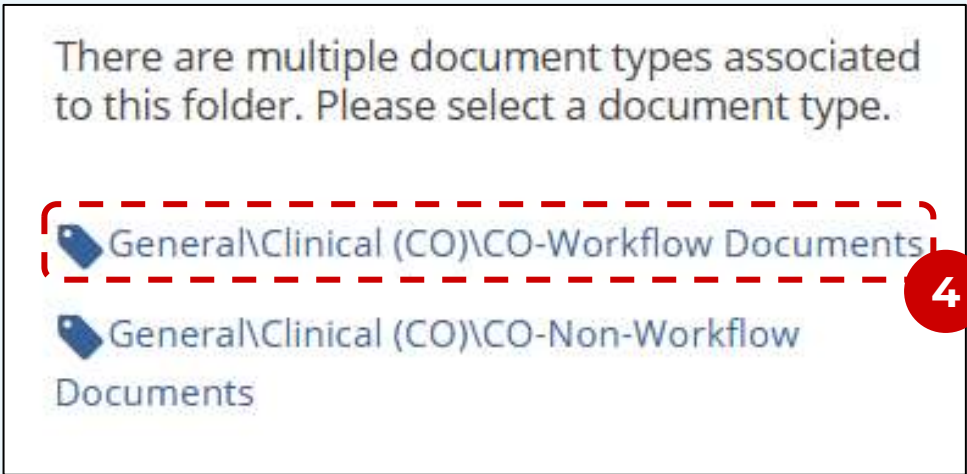 There are multiple document types associated
to this folder. Please select a document type.
General\Clinical (CO)\CO-Workflow Documents
4
General\Clinical (CO)\CO-Non-Workflow
Documents